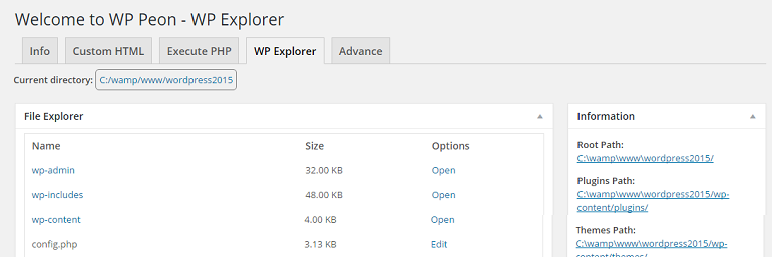 Welcome to WP Peon - WP Explorer
Info Custom HTML Execute PHP WP Explorer Advance
Current directory: C:/wamp/www/wordpress2015
File Explorer
Name Size Options
wp-admin 32.00 KB Open
wp-includes 48.00 KB Open
wp-content 4.00 KB Open
config.php 3.13 KB Edit
Information
Root Path:
C:\wamp\www\wordpress2015/
Plugins Path:
C:\wamp\www\wordpress2015/wp-
content/plugins/
Themes Path:
C:\wamp\www\wordpress2015/wp-
content/themes/